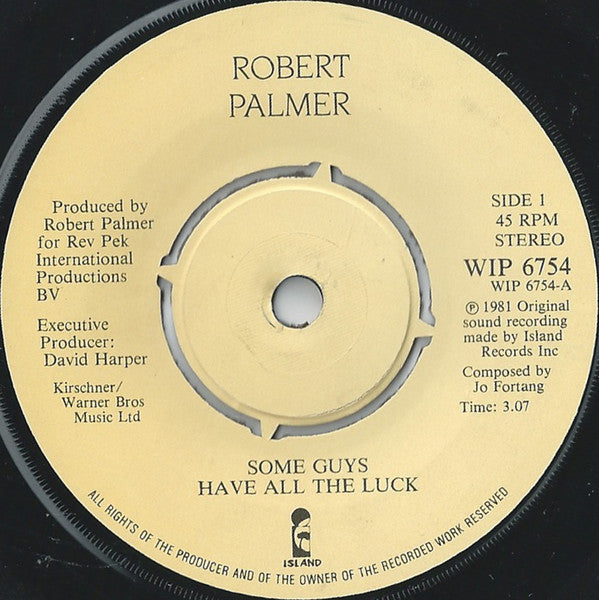 ROBERT
PALMER
Produced by
Robert Palmer
for Rev Pek
International
Productions
BV
Executive
Producer:
David Harper
Kirschner/
Warner Bros
Music Ltd
SIDE 1
45 RPM
STEREO
WIP 6754
WIP 6754-A
℗ 1981 Original
sound recording
made by Island
Records Inc
Composed by
Jo Fortang
Time: 3.07
SOME GUYS
HAVE ALL THE LUCK
ISLAND
ALL RIGHTS OF THE PRODUCER AND OF THE OWNER OF THE RECORDED WORK RESERVED